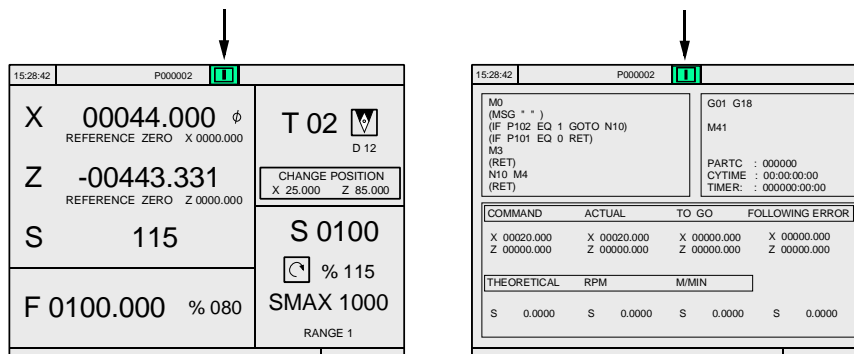 15:28:42 P000002
X 00044.000 ϕ
REFERENCE ZERO X 0000.000
Z -00443.331
REFERENCE ZERO Z 0000.000
S 115
F 0100.000 % 080
T 02
D 12
CHANGE POSITION
X 25.000 Z 85.000
S 0100
% 115
SMAX 1000
RANGE 1
15:28:42 P000002
M0
(MSG " " )
(IF P102 EQ 1 GOTO N10)
(IF P101 EQ 0 RET)
M3
(RET)
N10 M4
(RET)
G01 G18
M41
PARTC : 000000
CYTIME : 00:00:00:00
TIMER: : 000000:00:00
COMMAND ACTUAL TO GO FOLLOWING ERROR
X 00020.000 X 00020.000 X 00000.000 X 00000.000
Z 00000.000 Z 00000.000 Z 00000.000 Z 00000.000
THEORETICAL RPM M/MIN
S 0.0000 S 0.0000 S 0.0000 S 0.0000